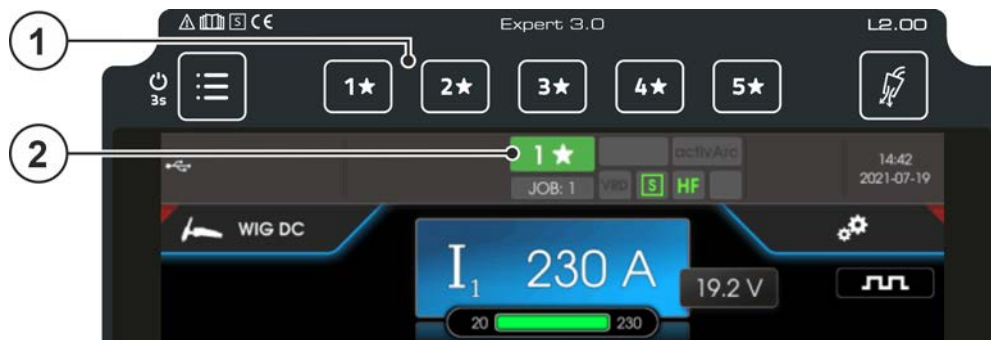 1
S CE Expert 3.0 L2.00
3s 1★ 2★ 3★ 4★ 5★
2
1★ activArc 14:42
JOB: 1 VRD S HF 2021-07-19
WIG DC
I1 230 A 19.2 V
20 230